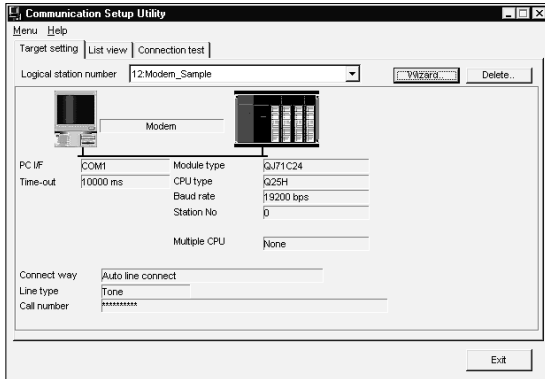 Communication Setup Utility
Menu Help
Target setting List view Connection test
Logical station number 12:Modem_Sample Wizard.. Delete..
Modem
PC I/F COM1 Module type QJ71C24
Time-out 10000 ms CPU type Q25H
Baud rate 19200 bps
Station No 0
Multiple CPU None
Connect way Auto line connect
Line type Tone
Call number **********
Exit